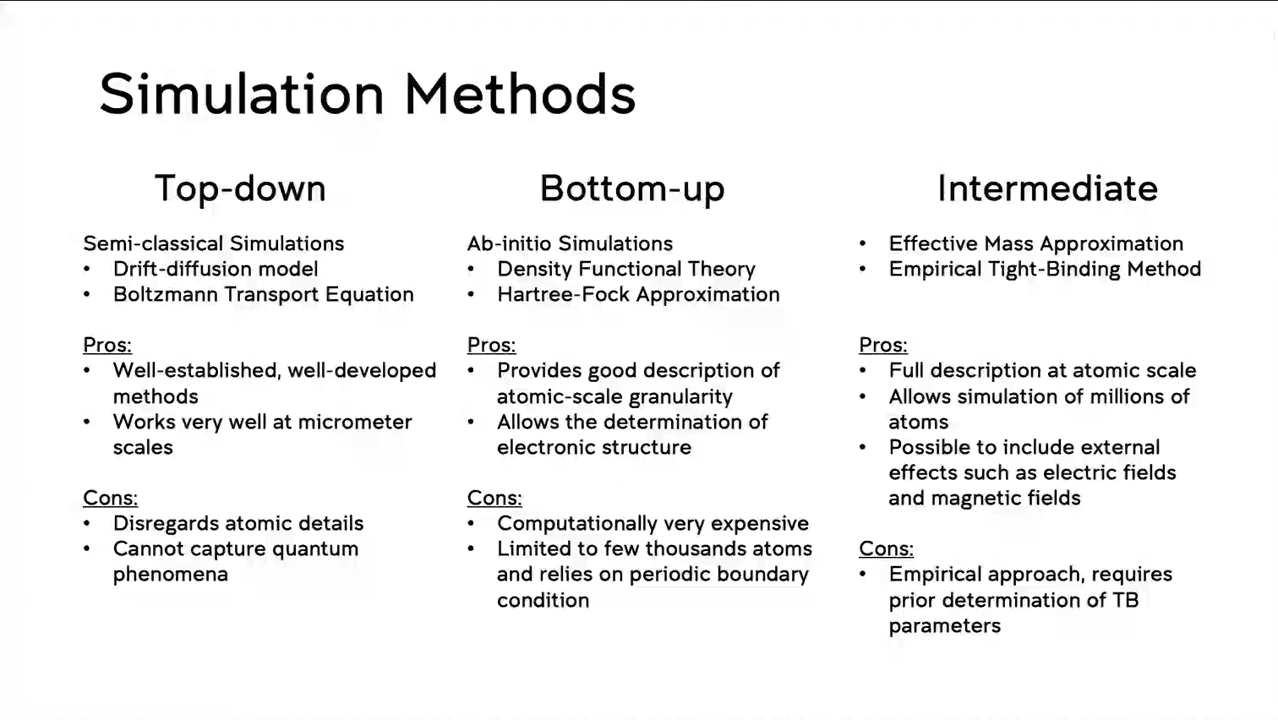 Simulation Methods
Top-down
Semi-classical Simulations
• Drift-diffusion model
• Boltzmann Transport Equation
Pros:
• Well-established, well-developed
methods
• Works very well at micrometer
scales
Cons:
• Disregards atomic details
• Cannot capture quantum
phenomena
Bottom-up
Ab-initio Simulations
• Density Functional Theory
• Hartree-Fock Approximation
Pros:
• Provides good description of
atomic-scale granularity
• Allows the determination of
electronic structure
Cons:
• Computationally very expensive
• Limited to few thousands atoms
and relies on periodic boundary
condition
Intermediate
• Effective Mass Approximation
• Empirical Tight-Binding Method
Pros:
• Full description at atomic scale
• Allows simulation of millions of
atoms
• Possible to include external
effects such as electric fields
and magnetic fields
Cons:
• Empirical approach, requires
prior determination of TB
parameters